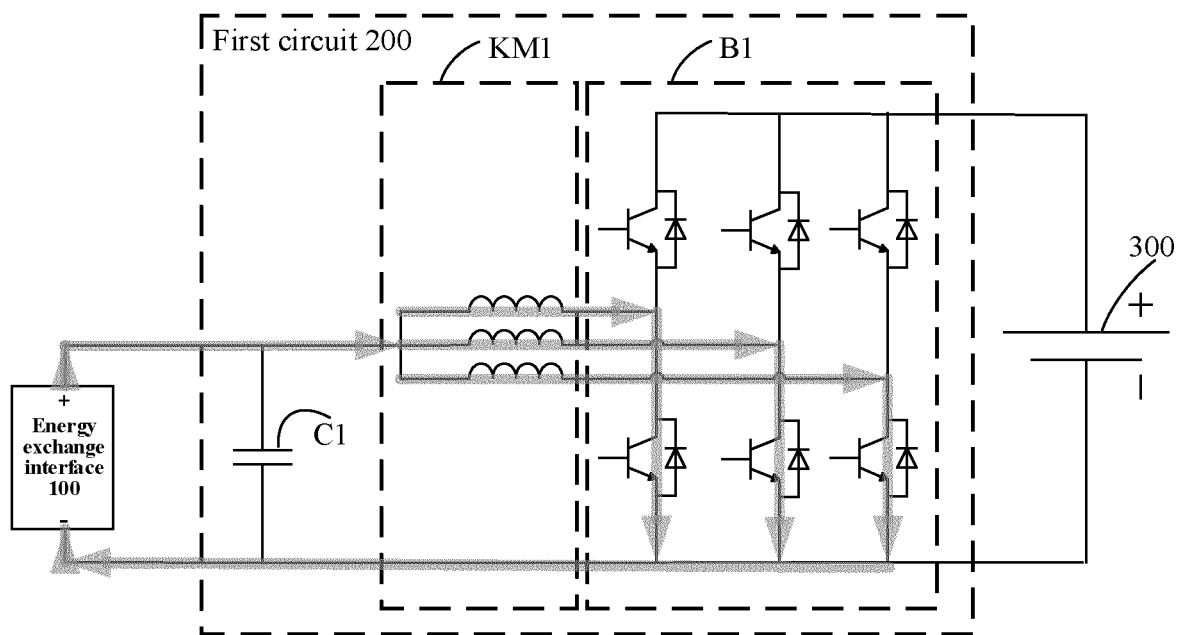 First circuit 200
KM1
B1
300
+
+
Energy
exchange
interface
100
-
C1